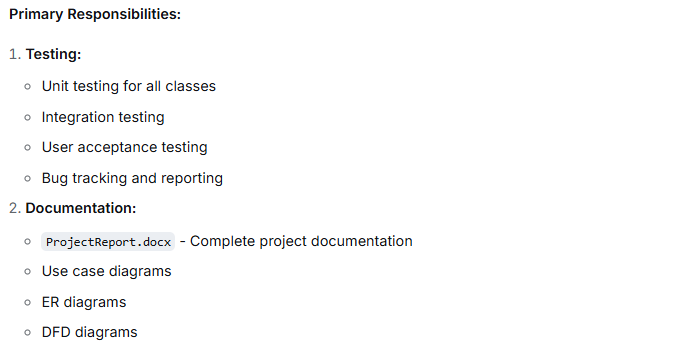 Primary Responsibilities:
1. Testing:
◦ Unit testing for all classes
◦ Integration testing
◦ User acceptance testing
◦ Bug tracking and reporting
2. Documentation:
◦ ProjectReport.docx - Complete project documentation
◦ Use case diagrams
◦ ER diagrams
◦ DFD diagrams